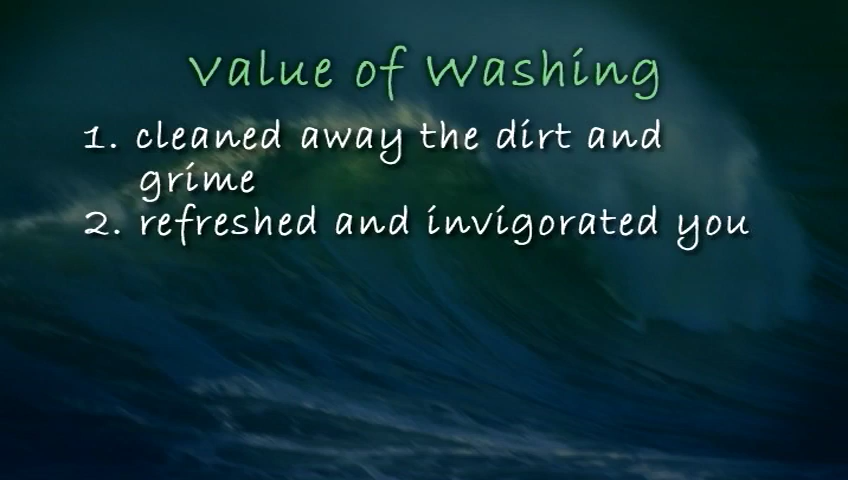 Value of Washing
1. cleaned away the dirt and
grime
2. refreshed and invigorated you